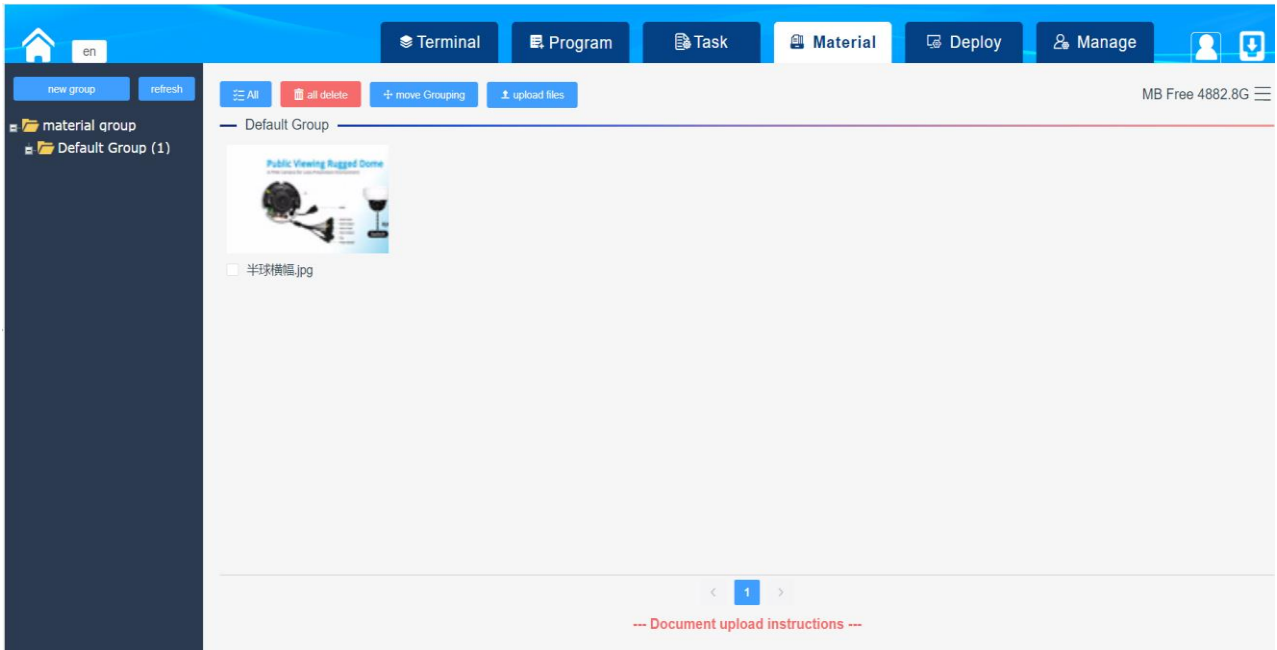 en
Terminal
Program
Task
Material
Deploy
Manage
new group
refresh
All
all delete
move Grouping
upload files
MB Free 4882.8G
material group
Default Group (1)
Default Group
Public Viewing Rugged Dome
半球横幅.jpg
1
--- Document upload instructions ---